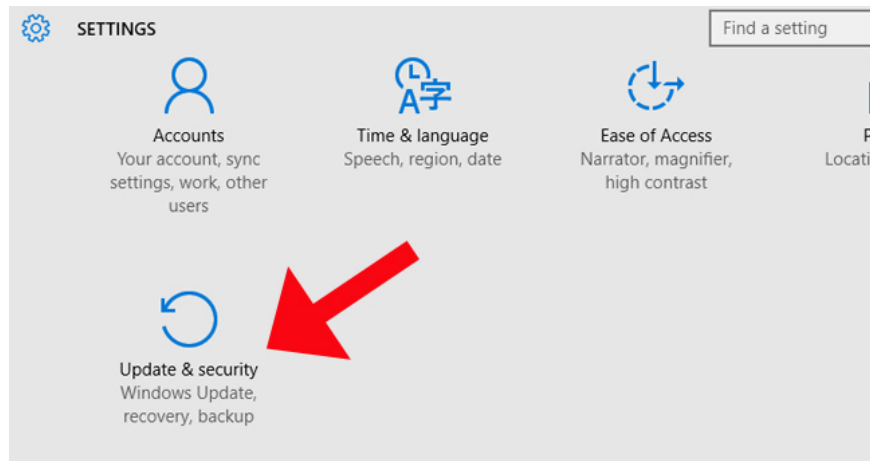 SETTINGS
Find a setting
Accounts
Your account, sync
settings, work, other
users
Time & language
Speech, region, date
Ease of Access
Narrator, magnifier,
high contrast
Update & security
Windows Update,
recovery, backup